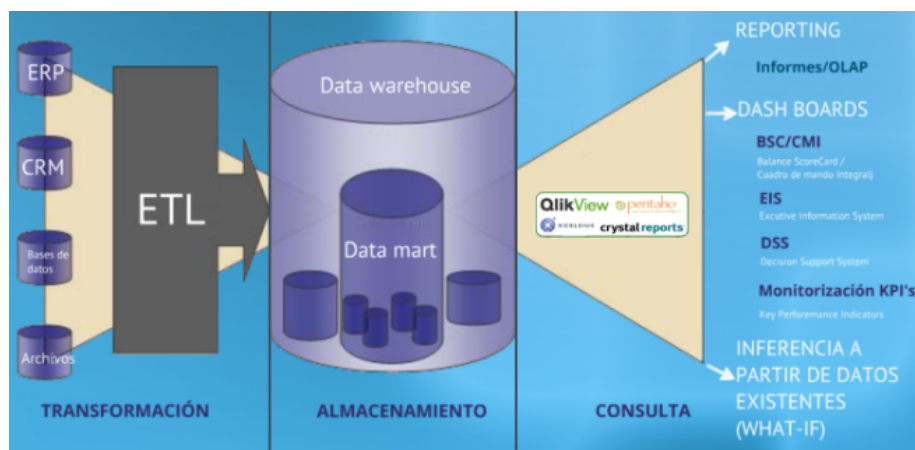 ERP
CRM
Bases de
datos
Archivos
ETL
TRANSFORMACIÓN
Data warehouse
Data mart
ALMACENAMIENTO
QlikView
pentaho
XCELSIUS
crystalreports
CONSULTA
REPORTING
Informes/OLAP
DASH BOARDS
BSC/CMI
Balance ScoreCard /
Cuadro de mando Integral)
EIS
Excutive Information System
DSS
Decision Support System
Monitorización KPI's
Key Performance Indicators
INFERENCIA A
PARTIR DE DATOS
EXISTENTES
(WHAT-IF)